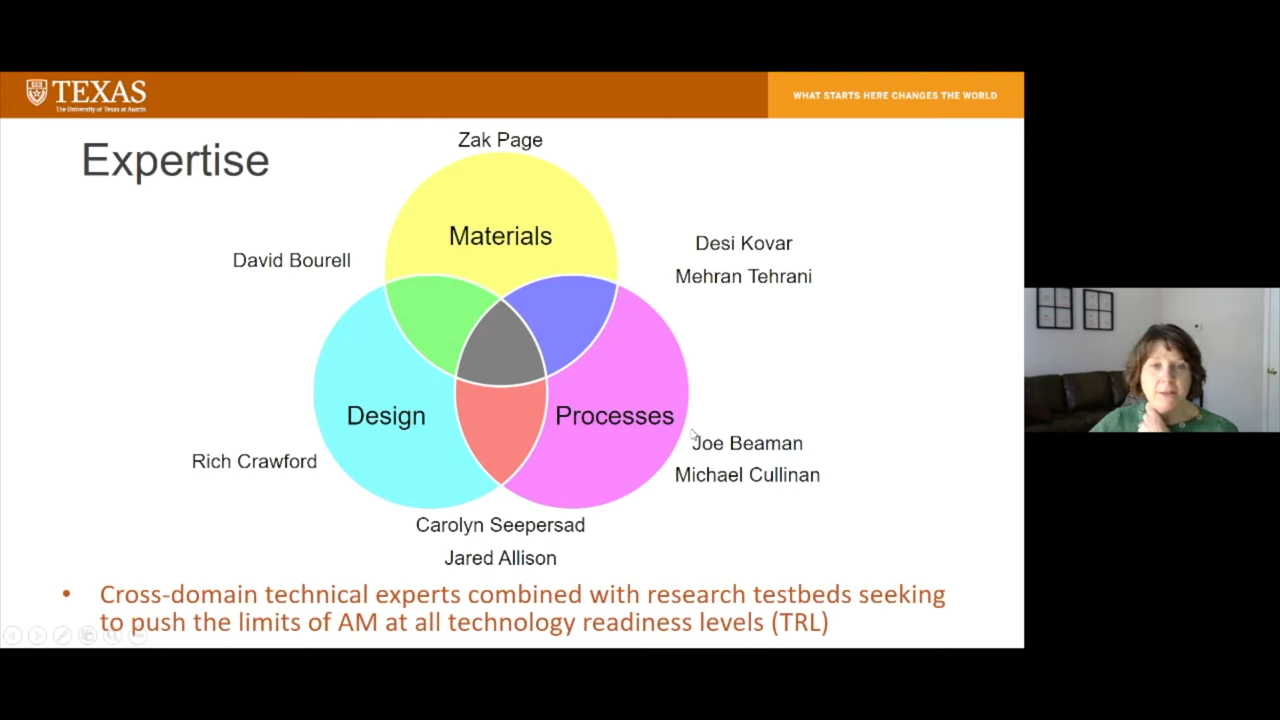 TEXAS
The University of Texas at Austin
WHAT STARTS HERE CHANGES THE WORLD
Expertise
Zak Page
Materials
David Bourell
Desi Kovar
Mehran Tehrani
Design
Processes
Rich Crawford
Joe Beaman
Michael Cullinan
Carolyn Seepersad
Jared Allison
• Cross-domain technical experts combined with research testbeds seeking
to push the limits of AM at all technology readiness levels (TRL)